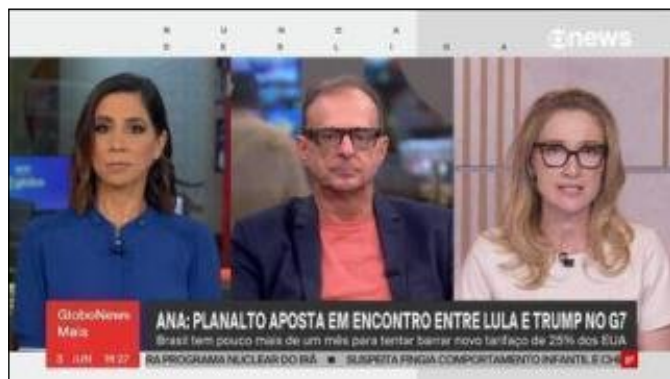 N U N D A
D E S L I G A
news
GloboNews
Mais
ANA: PLANALTO APOSTA EM ENCONTRO ENTRE LULA E TRUMP NO G7
Brasil tem pouco mais de um mês para tentar barrar novo tarifaço de 25% dos EUA
3 JUN 19:27
RA PROGRAMA NUCLEAR DO IRÃ ■ SUSPEITA FINGIA COMPORTAMENTO INFANTIL E CH